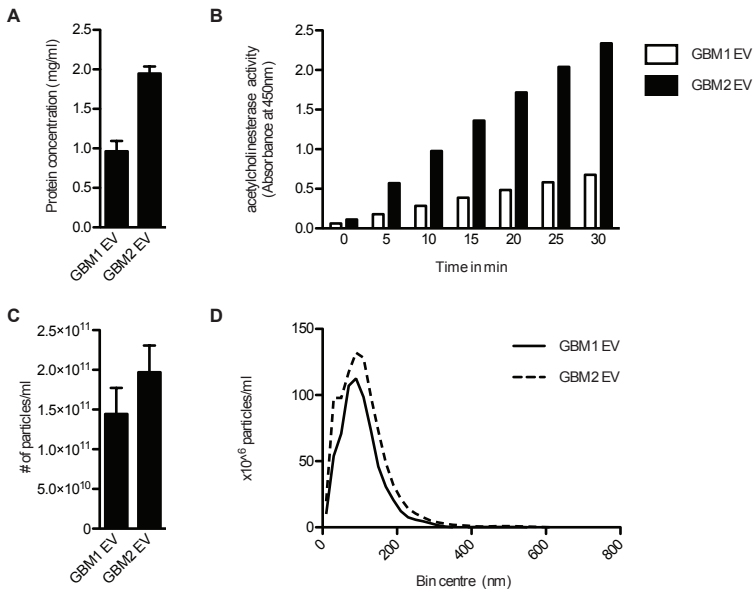 A
Protein concentration (mg/ml)
2.5
2.0
1.5
1.0
0.5
0.0
GBM1 EV
GBM2 EV
B
acetylcholinesterase activity
(Absorbance at 450nm)
2.5
2.0
1.5
1.0
0.5
0.0
0 5 10 15 20 25 30
Time in min
GBM1 EV
GBM2 EV
C
# of particles/ml
2.5×10¹¹
2.0×10¹¹
1.5×10¹¹
1.0×10¹¹
5.0×10¹⁰
0
GBM1 EV
GBM2 EV
D
x10^6 particles/ml
150
100
50
0
0 200 400 600 800
Bin centre (nm)
GBM1 EV
GBM2 EV